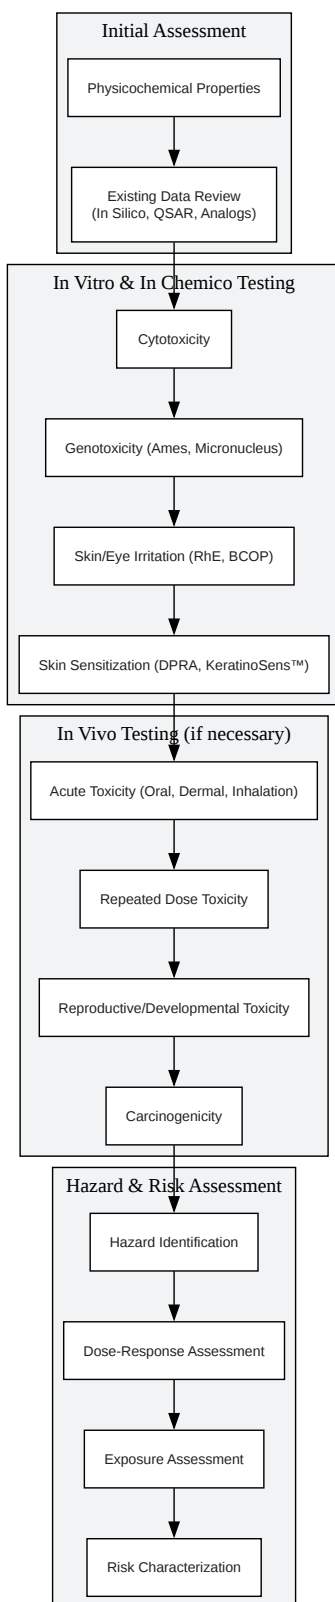 Initial Assessment
Physicochemical Properties
Existing Data Review
(In Silico, QSAR, Analogs)
In Vitro & In Chemico Testing
Cytotoxicity
Genotoxicity (Ames, Micronucleus)
Skin/Eye Irritation (RhE, BCOP)
Skin Sensitization (DPRA, KeratinoSens™)
In Vivo Testing (if necessary)
Acute Toxicity (Oral, Dermal, Inhalation)
Repeated Dose Toxicity
Reproductive/Developmental Toxicity
Carcinogenicity
Hazard & Risk Assessment
Hazard Identification
Dose-Response Assessment
Exposure Assessment
Risk Characterization